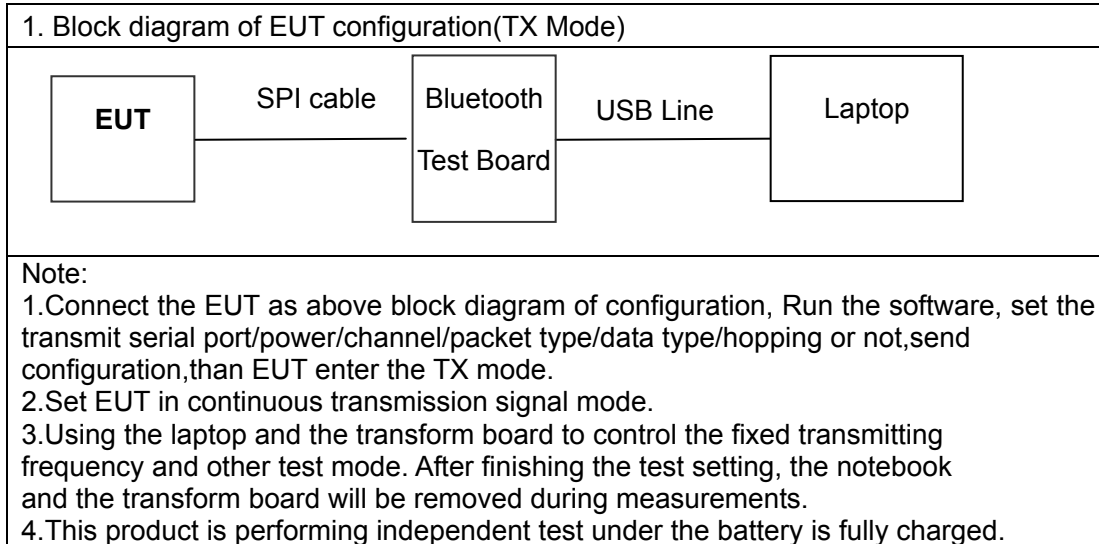 1. Block diagram of EUT configuration(TX Mode)
EUT
SPI cable
Bluetooth
Test Board
USB Line
Laptop
Note:
1.Connect the EUT as above block diagram of configuration, Run the software, set the
transmit serial port/power/channel/packet type/data type/hopping or not,send
configuration,than EUT enter the TX mode.
2.Set EUT in continuous transmission signal mode.
3.Using the laptop and the transform board to control the fixed transmitting
frequency and other test mode. After finishing the test setting, the notebook
and the transform board will be removed during measurements.
4.This product is performing independent test under the battery is fully charged.